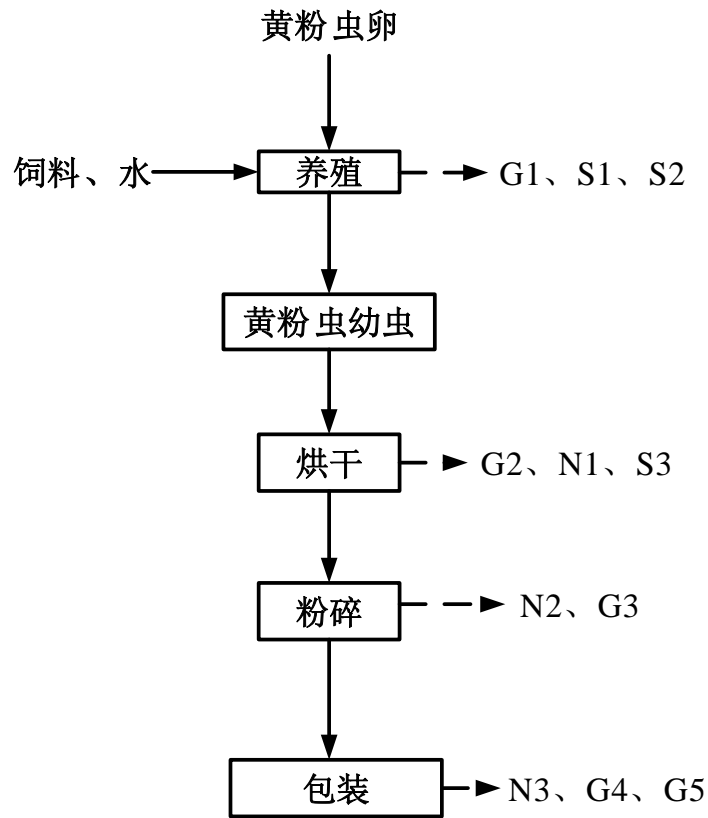 黄粉虫卵
饲料、水
养殖
G1、S1、S2
黄粉虫幼虫
烘干
G2、N1、S3
粉碎
N2、G3
包装
N3、G4、G5